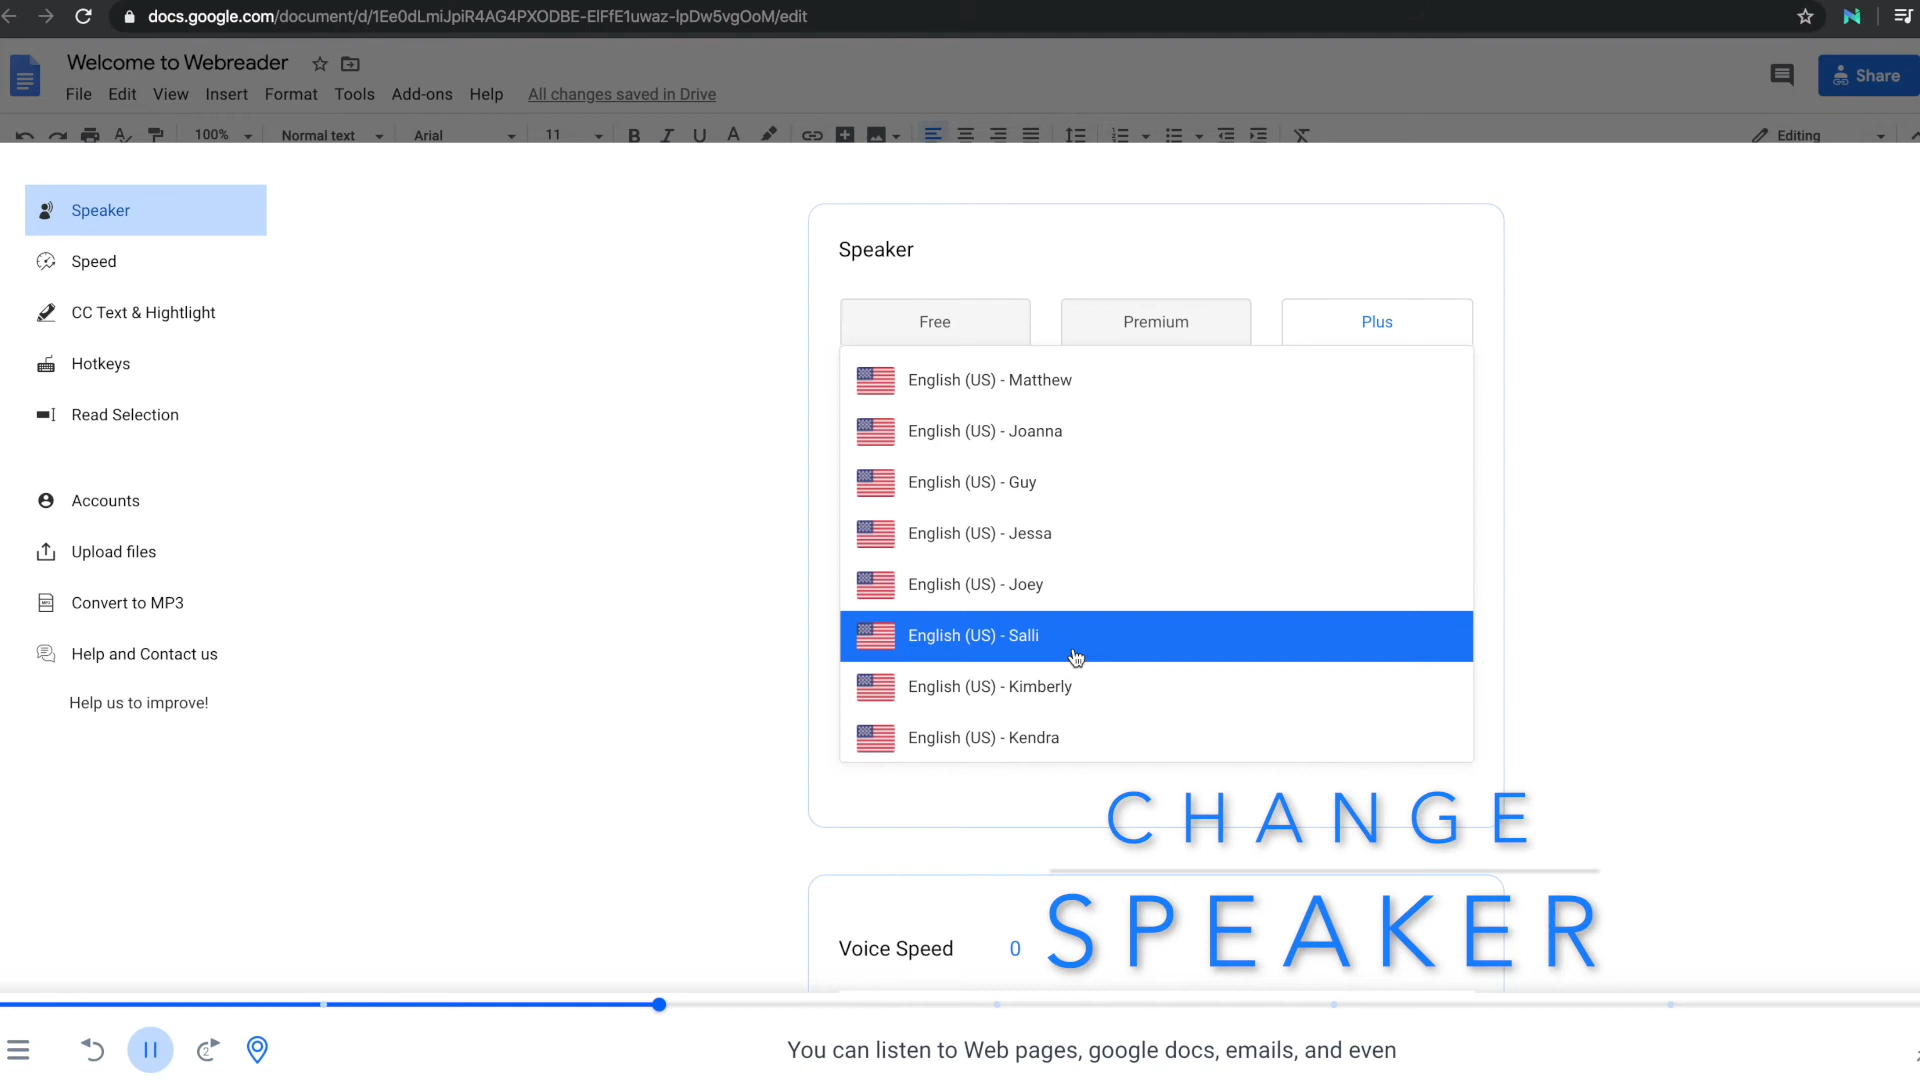 docs.google.com/document/d/1Ee0dLmiJpiR4AG4PXODBE-ElFfE1uwaz-lpDw5vgOoM/edit
Welcome to Webreader
File Edit View Insert Format Tools Add-ons Help All changes saved in Drive
Share
100% Normal text Arial 11 B I U A Editing
Speaker
Speed
CC Text & Hightlight
Hotkeys
Read Selection
Accounts
Upload files
Convert to MP3
Help and Contact us
Help us to improve!
Speaker
Free Premium Plus
English (US) - Matthew
English (US) - Joanna
English (US) - Guy
English (US) - Jessa
English (US) - Joey
English (US) - Salli
English (US) - Kimberly
English (US) - Kendra
CHANGE
SPEAKER
Voice Speed 0
2
You can listen to Web pages, google docs, emails, and even